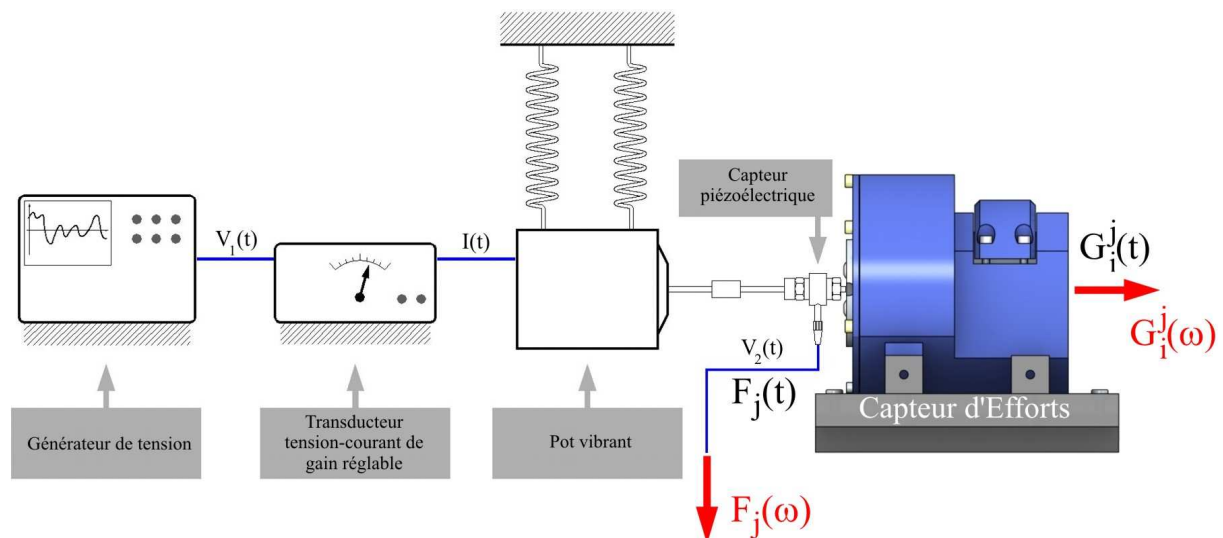 Capteur
piézoélectrique
V1(t)
I(t)
Gij(t)
Gij(ω)
V2(t)
Fj(t)
Capteur d'Efforts
Générateur de tension
Transducteur
tension-courant de
gain réglable
Pot vibrant
Fj(ω)